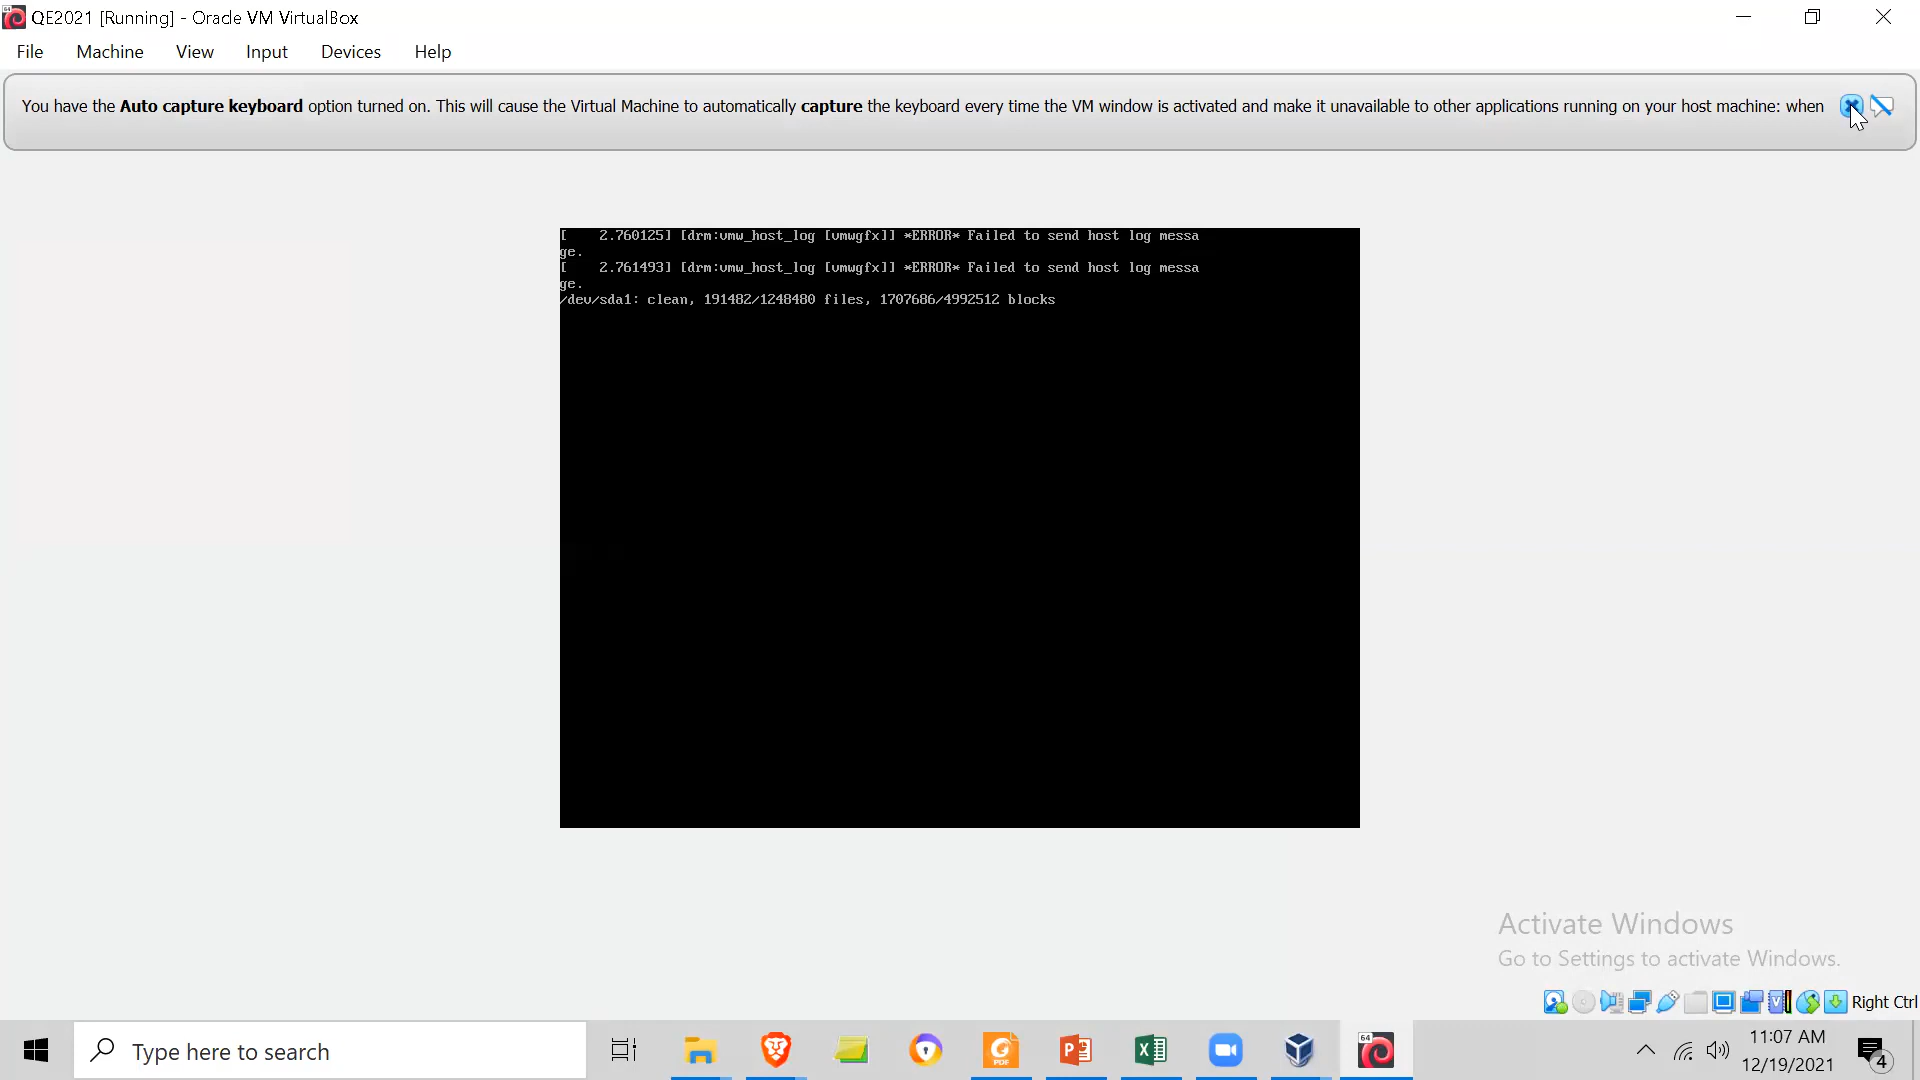 QE2021 [Running] - Oracle VM VirtualBox
File Machine View Input Devices Help
You have the Auto capture keyboard option turned on. This will cause the Virtual Machine to automatically capture the keyboard every time the VM window is activated and make it unavailable to other applications running on your host machine: when
[    2.760125] [drm:vmw_host_log [vmwgfx]] *ERROR* Failed to send host log messa
ge.
[    2.761493] [drm:vmw_host_log [vmwgfx]] *ERROR* Failed to send host log messa
ge.
/dev/sda1: clean, 191482/1248480 files, 1707686/4992512 blocks
Activate Windows
Go to Settings to activate Windows.
Right Ctrl
Type here to search
11:07 AM
12/19/2021
4